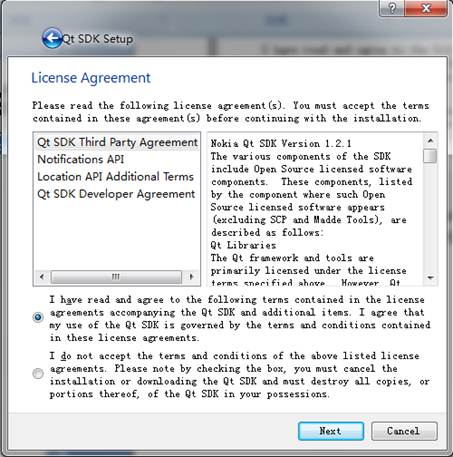 Qt SDK Setup
License Agreement
Please read the following license agreement(s). You must accept the terms
contained in these agreement(s) before continuing with the installation.
Qt SDK Third Party Agreement
Notifications API
Location API Additional Terms
Qt SDK Developer Agreement
Nokia Qt SDK Version 1.2.1
The various components of the SDK
include Open Source licensed software
components. These components, listed
by the component where such Open
Source licensed software appears
(excluding SCP and Madde Tools), are
described as follows:
Qt Libraries
The Qt framework and tools are
primarily licensed under the license
terms specified above. However, Qt
I have read and agree to the following terms contained in the license
agreements accompanying the Qt SDK and additional items. I agree that
my use of the Qt SDK is governed by the terms and conditions contained
in these license agreements.
I do not accept the terms and conditions of the above listed license
agreements. Please note by checking the box, you must cancel the
installation or downloading the Qt SDK and must destroy all copies, or
portions thereof, of the Qt SDK in your possessions.
Next
Cancel